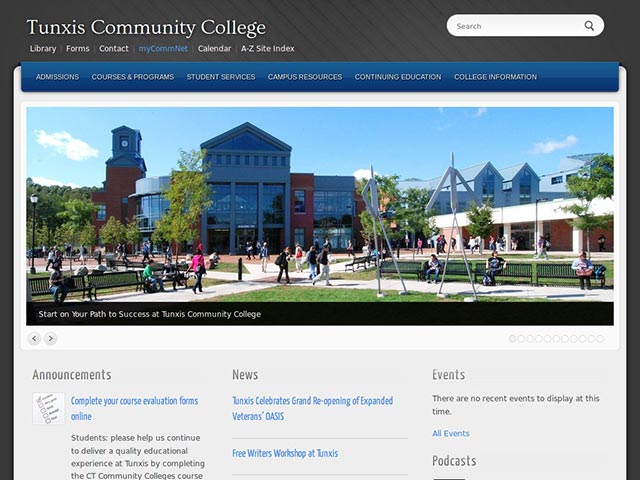 Tunxis Community College
Search
Library | Forms | Contact | myCommNet | Calendar | A-Z Site Index
ADMISSIONS COURSES & PROGRAMS STUDENT SERVICES CAMPUS RESOURCES CONTINUING EDUCATION COLLEGE INFORMATION
Start on Your Path to Success at Tunxis Community College
Announcements
Complete your course evaluation forms
online
Students: please help us continue
to deliver a quality educational
experience at Tunxis by completing
the CT Community Colleges course
News
Tunxis Celebrates Grand Re-opening of Expanded
Veterans' OASIS
Free Writers Workshop at Tunxis
Events
There are no recent events to display at this
time.
All Events
Podcasts